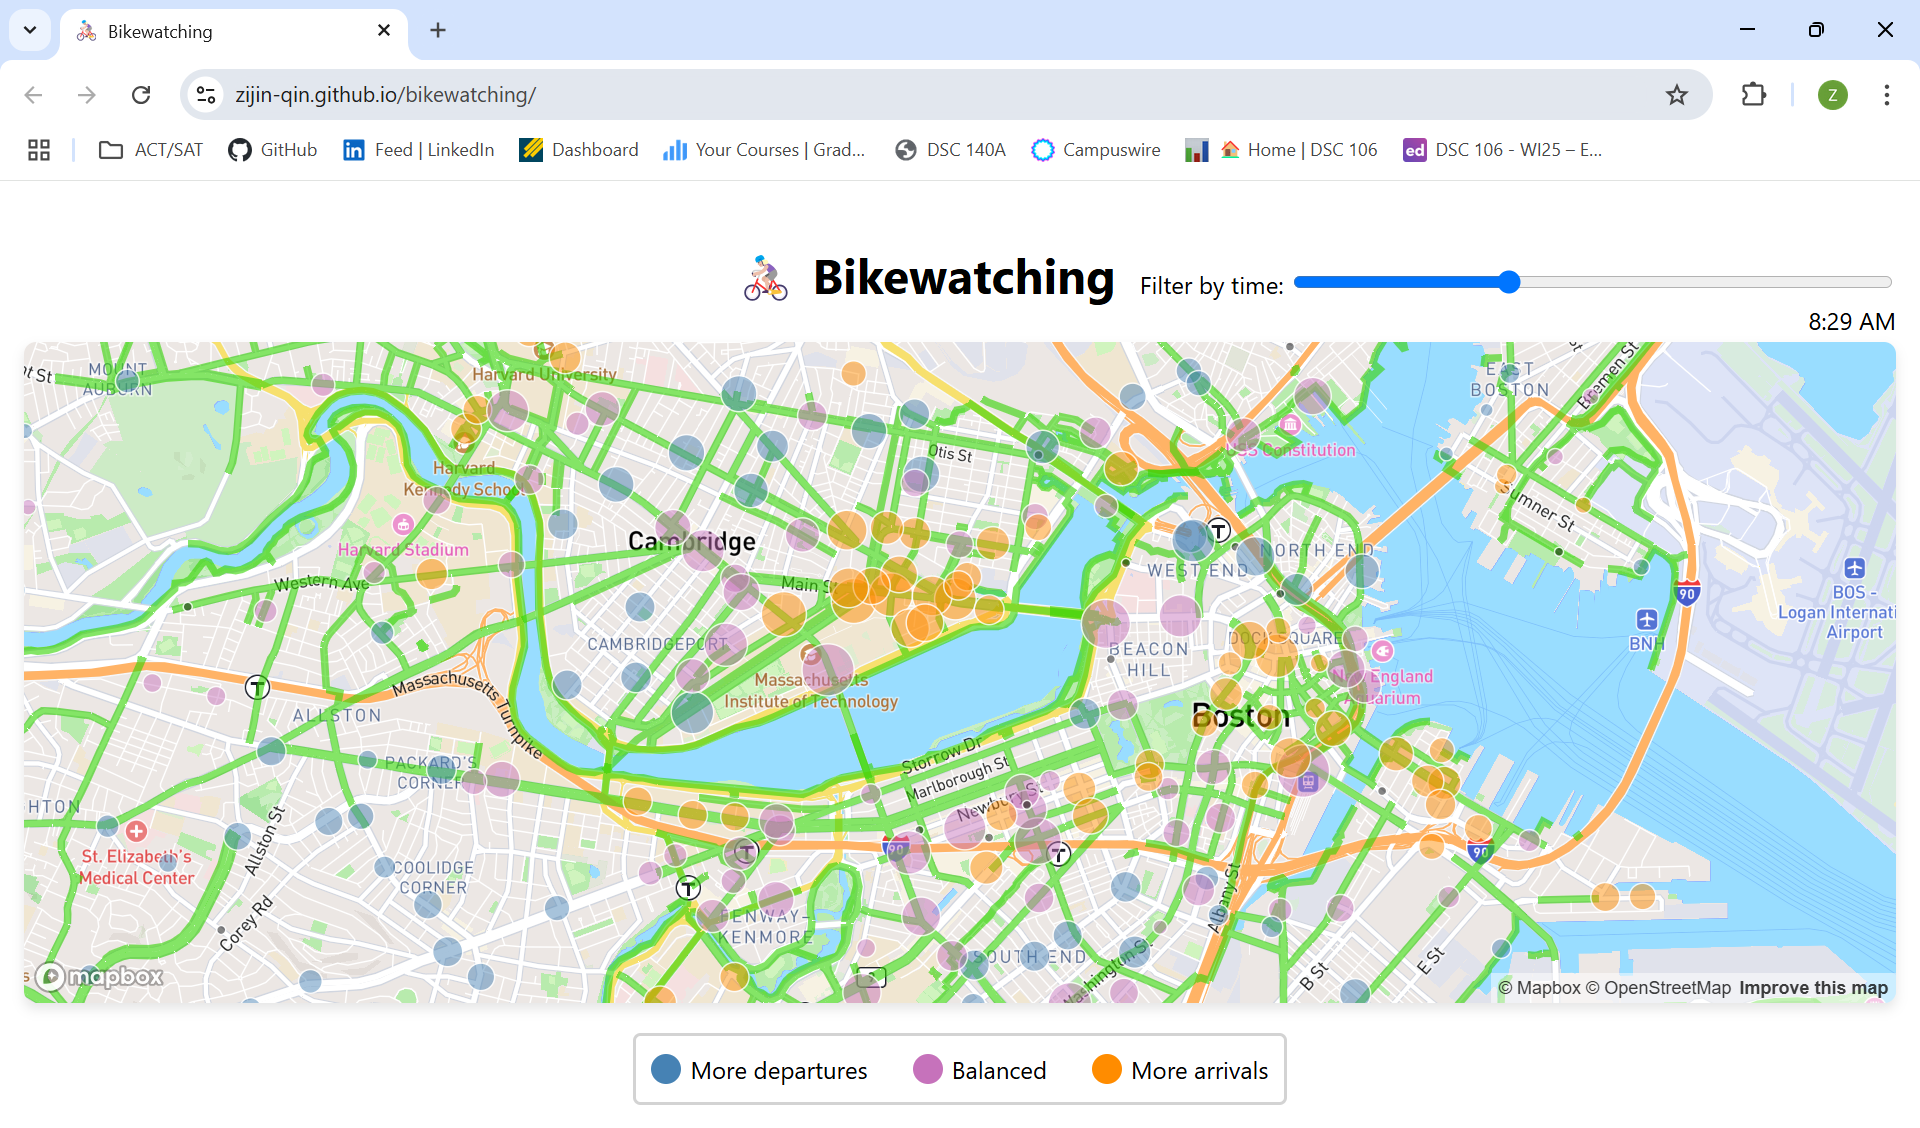 Bikewatching
zijin-qin.github.io/bikewatching/
ACT/SAT
GitHub
Feed | LinkedIn
Dashboard
Your Courses | Grad...
DSC 140A
Campuswire
Home | DSC 106
ed
DSC 106 - WI25 – E...
Z
Bikewatching
Filter by time:
8:29 AM
MOUNT
AUBURN
Harvard University
EAST
BOSTON
Bremen St
Otis St
USS Constitution
Harvard
Kennedy School
Sumner St
Cambridge
Harvard Stadium
T
NORTH END
WEST END
Western Ave
Main S
90
BOS -
Logan Internati
Airport
BNH
CAMBRIDGEPORT
DOCK SQUARE
BEACON
HILL
New England
Aquarium
Massachusetts
Institute of Technology
Massachusetts Turnpike
T
ALLSTON
Boston
Storrow Dr
PACKARD'S
CORNER
Marlborough St
Newbury St
HTON
Allston St
St. Elizabeth's
Medical Center
90
T
T
T
90
COOLIDGE
CORNER
Albany St
Corey Rd
FENWAY-
KENMORE
SOUTH END
Washington St
B St
E St
mapbox
© Mapbox © OpenStreetMap Improve this map
More departures
Balanced
More arrivals